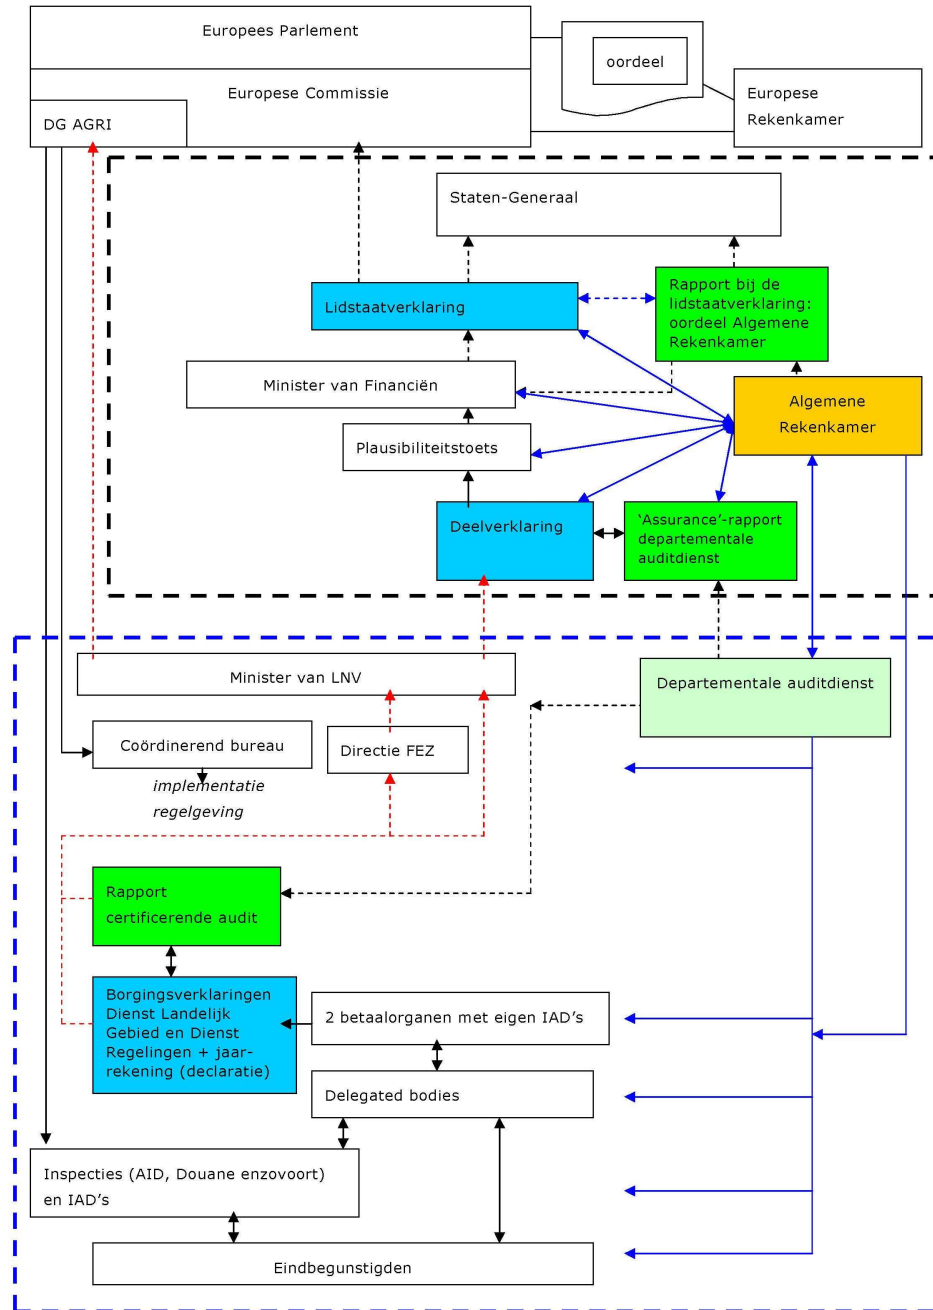 Europees Parlement
oordeel
Europese Commissie
Europese
Rekenkamer
DG AGRI
Staten-Generaal
Lidstaatverklaring
Rapport bij de
lidstaatverklaring:
oordeel Algemene
Rekenkamer
Minister van Financiën
Algemene
Rekenkamer
Plausibiliteitstoets
Deelverklaring
‘Assurance’-rapport
departementale
auditdienst
Minister van LNV
Departementale auditdienst
Coördinerend bureau
Directie FEZ
implementatie
regelgeving
Rapport
certificerende audit
Borgingsverklaringen
Dienst Landelijk
Gebied en Dienst
Regelingen + jaar-
rekening (declaratie)
2 betaalorganen met eigen IAD’s
Delegated bodies
Inspecties (AID, Douane enzovoort)
en IAD’s
Eindbegunstigden